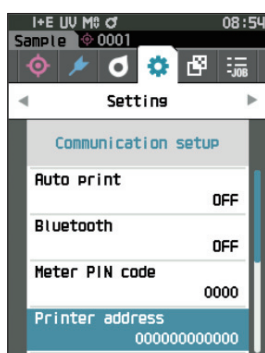 I+E UV M0 08:54
Sample 0001
-JOB
Setting
Communication setup
Auto print
OFF
Bluetooth
OFF
Meter PIN code
0000
Printer address
000000000000